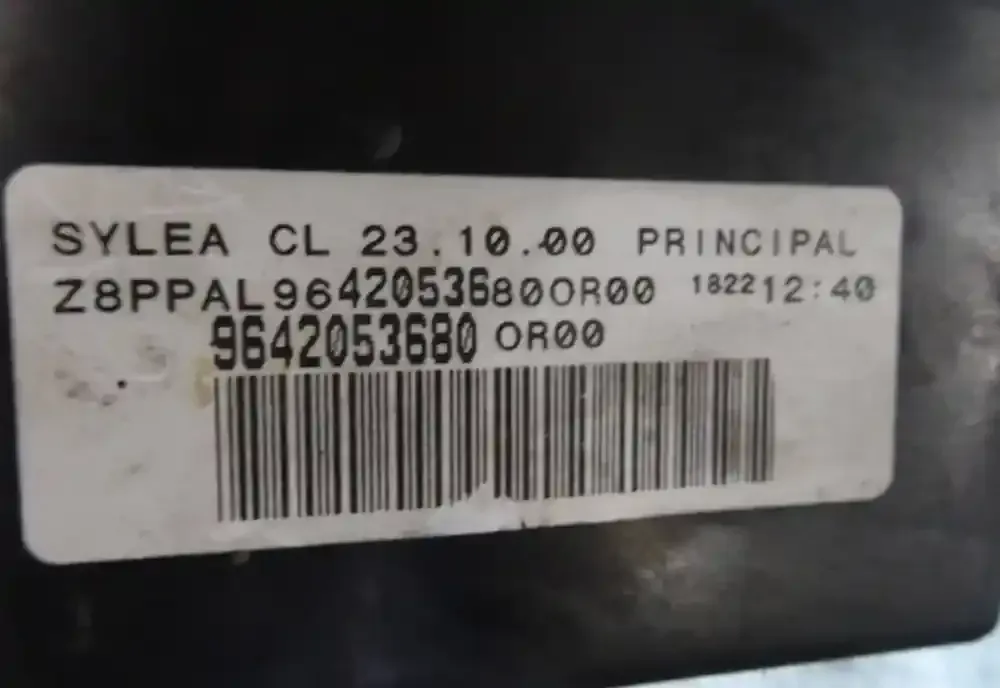 SYLEA CL 23.10.00 PRINCIPAL
Z8PPAL9642053680OR00 1822 12:40
9642053680 OR00